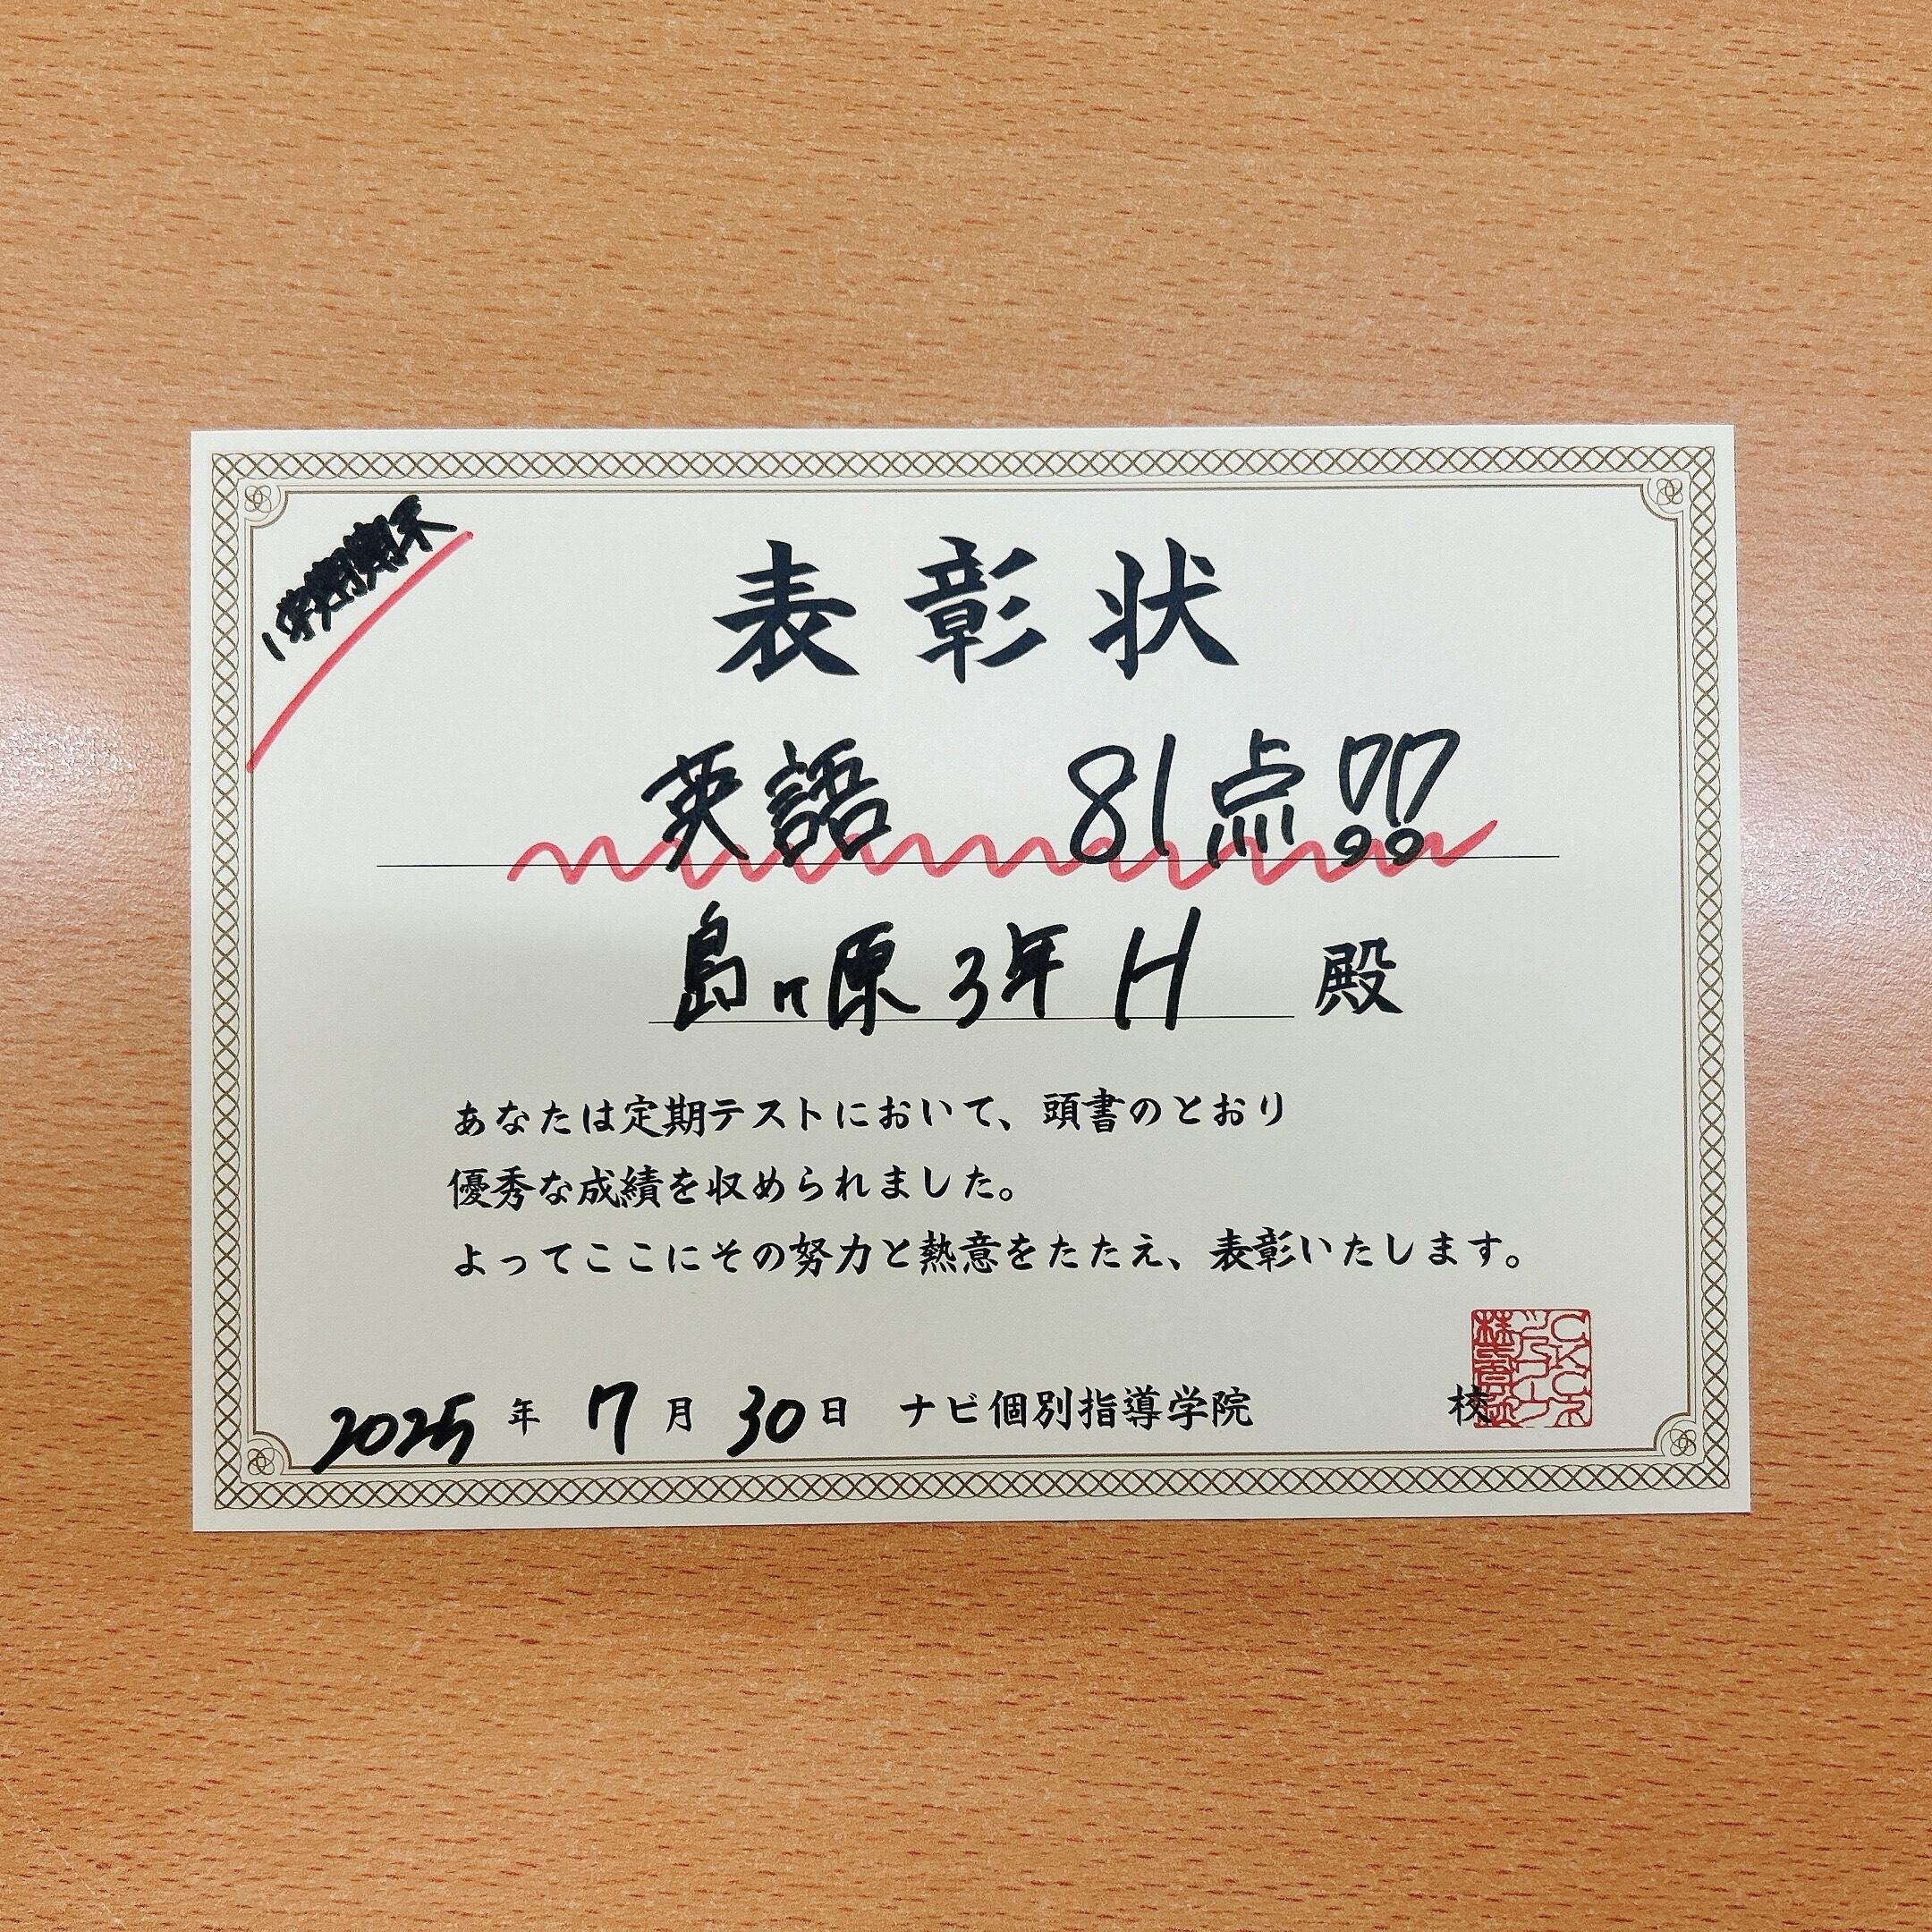 1学期期末
表彰状
英語 81点!!
島ヶ原3年 H 殿
あなたは定期テストにおいて、頭書のとおり
優秀な成績を収められました。
よってここにその努力と熱意をたたえ、表彰いたします。
2025年7月30日 ナビ個別指導学院 校